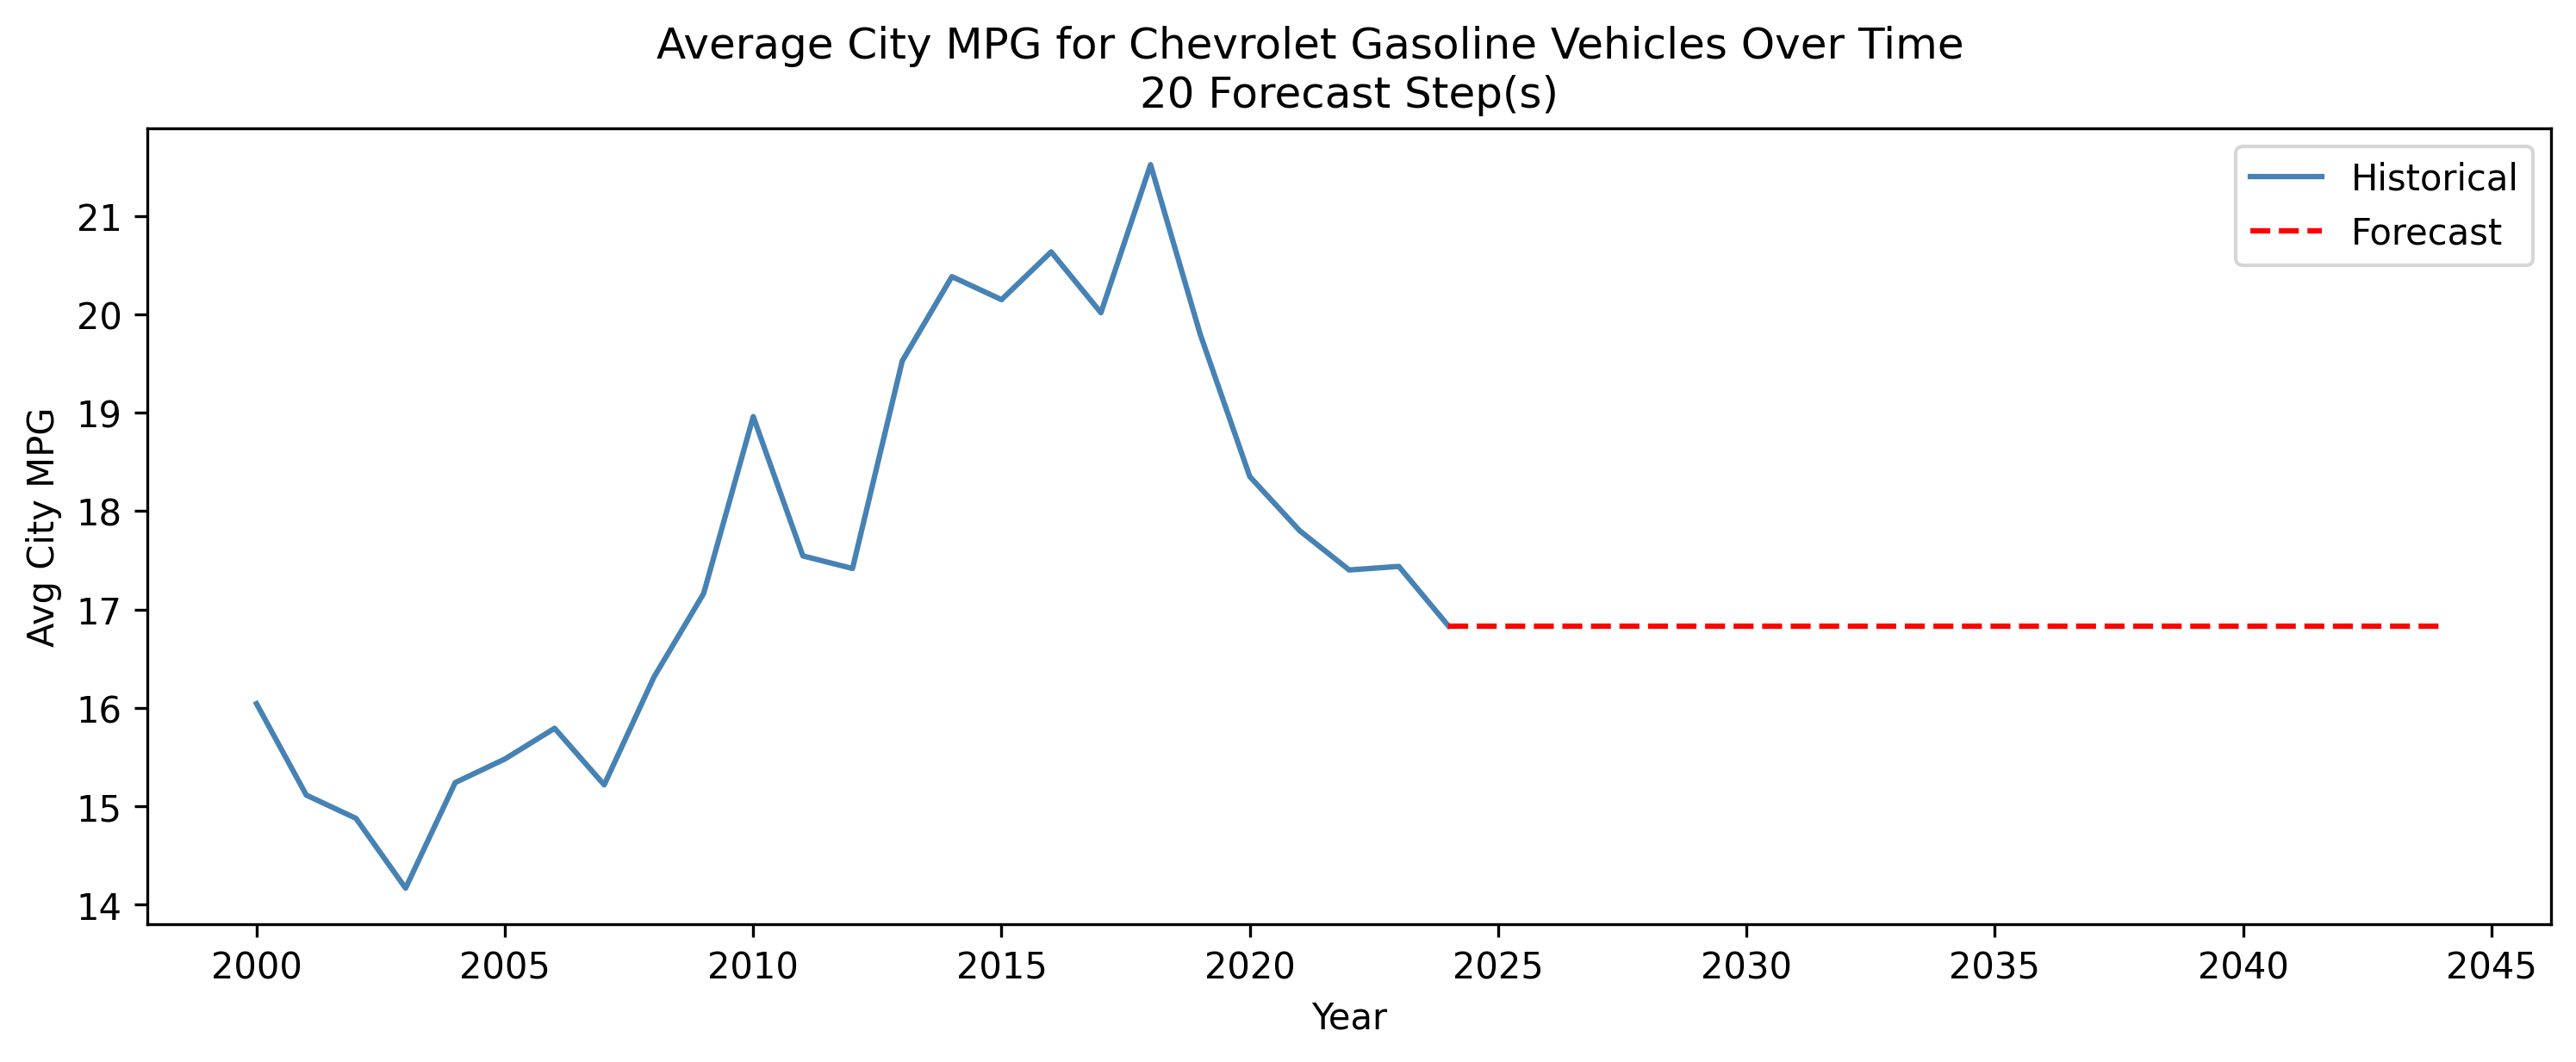 Average City MPG for Chevrolet Gasoline Vehicles Over Time
20 Forecast Step(s)
Historical
Forecast
Avg City MPG
21
20
19
18
17
16
15
14
2000 2005 2010 2015 2020 2025 2030 2035 2040 2045
Year